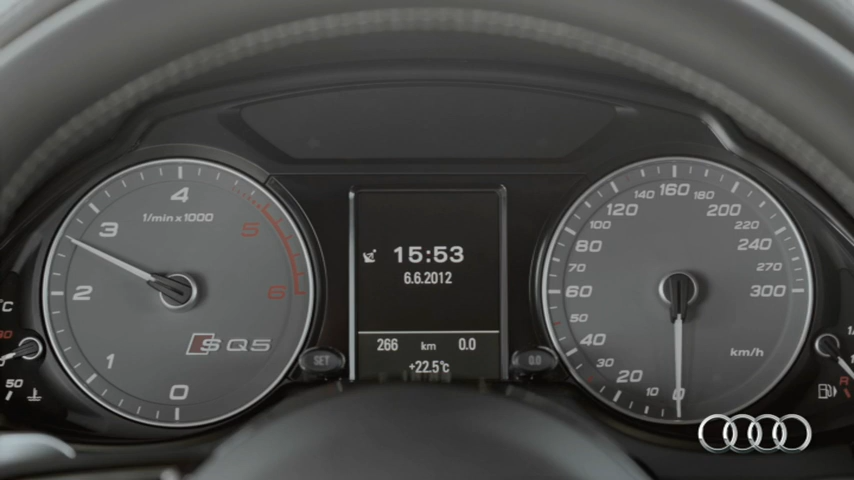 4
3
1/min x 1000
5
2
6
SQ5
1
0
°C
50
SET
15:53
6.6.2012
266 km 0.0
+22.5°C
0.0
140 160 180
120 200
100 220
80 240
70 270
60 300
50
40
km/h
30
20
10
0
R